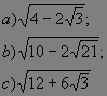 a)√(4−2√3);
b)√(10−2√21);
c)√(12+6√3)